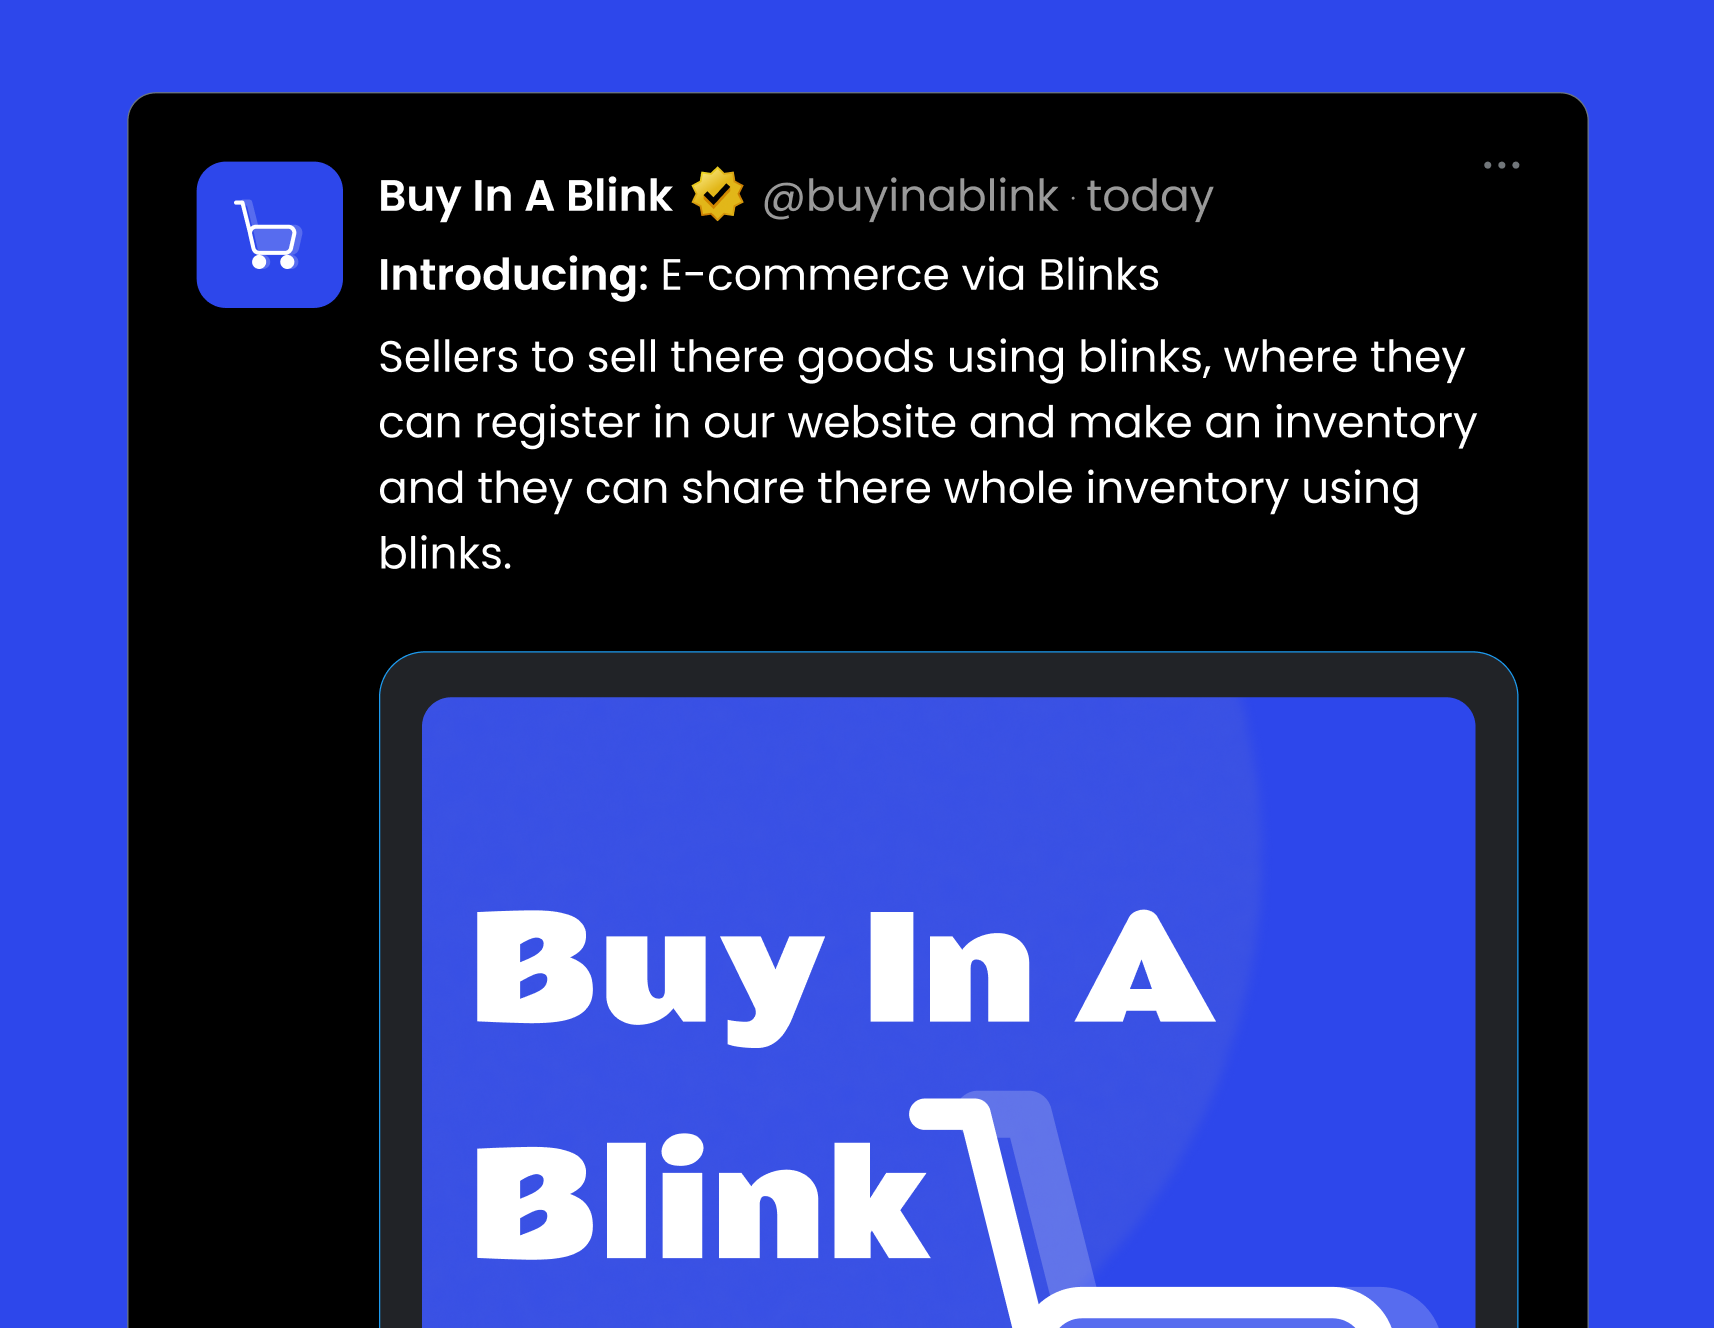 Buy In A Blink @buyinablink · today
Introducing: E-commerce via Blinks
Sellers to sell there goods using blinks, where they
can register in our website and make an inventory
and they can share there whole inventory using
blinks.
Buy In A
Blink